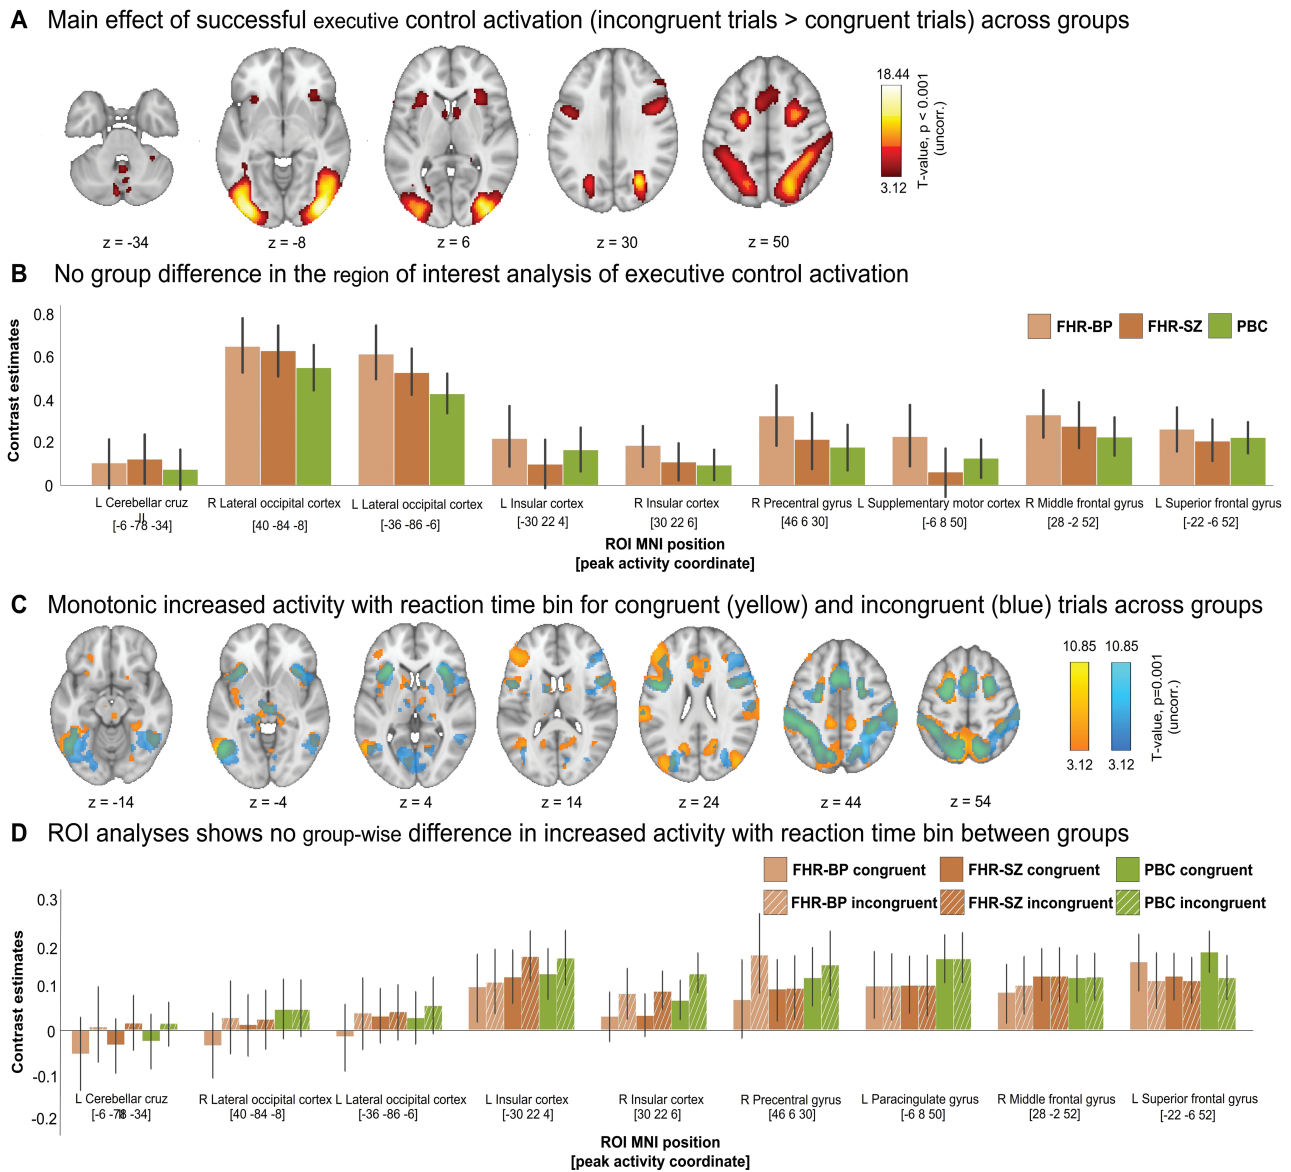 A Main effect of successful executive control activation (incongruent trials > congruent trials) across groups
18.44
3.12
T-value, p < 0.001
(uncorr.)
z = -34
z = -8
z = 6
z = 30
z = 50
B No group difference in the region of interest analysis of executive control activation
FHR-BP
FHR-SZ
PBC
Contrast estimates
0.8
0.6
0.4
0.2
0
L Cerebellar cruz
II
[-6 -78 -34]
R Lateral occipital cortex
[40 -84 -8]
L Lateral occipital cortex
[-36 -86 -6]
L Insular cortex
[-30 22 4]
R Insular cortex
[30 22 6]
R Precentral gyrus
[46 6 30]
L Supplementary motor cortex
[-6 8 50]
R Middle frontal gyrus
[28 -2 52]
L Superior frontal gyrus
[-22 -6 52]
ROI MNI position
[peak activity coordinate]
C Monotonic increased activity with reaction time bin for congruent (yellow) and incongruent (blue) trials across groups
10.85
10.85
3.12
3.12
T-value, p=0.001
(uncorr.)
z = -14
z = -4
z = 4
z = 14
z = 24
z = 44
z = 54
D ROI analyses shows no group-wise difference in increased activity with reaction time bin between groups
FHR-BP congruent
FHR-SZ congruent
PBC congruent
FHR-BP incongruent
FHR-SZ incongruent
PBC incongruent
Contrast estimates
0.3
0.2
0.1
0
-0.1
-0.2
L Cerebellar cruz
II
[-6 -78 -34]
R Lateral occipital cortex
[40 -84 -8]
L Lateral occipital cortex
[-36 -86 -6]
L Insular cortex
[-30 22 4]
R Insular cortex
[30 22 6]
R Precentral gyrus
[46 6 30]
L Paracingulate gyrus
[-6 8 50]
R Middle frontal gyrus
[28 -2 52]
L Superior frontal gyrus
[-22 -6 52]
ROI MNI position
[peak activity coordinate]